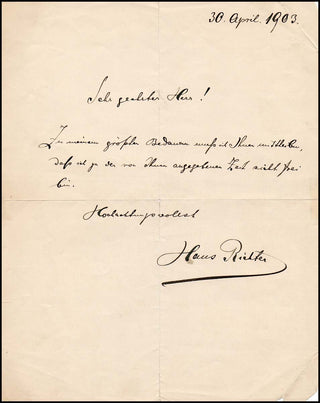 30. April. 1903.
Sehr geehrter Herr!
Zu meinem größten Bedauern muß ich Ihnen mittheilen,
daß ich zu der von Ihnen angegebenen Zeit nicht frei
bin.
Hochachtungsvollst
Hans Richter